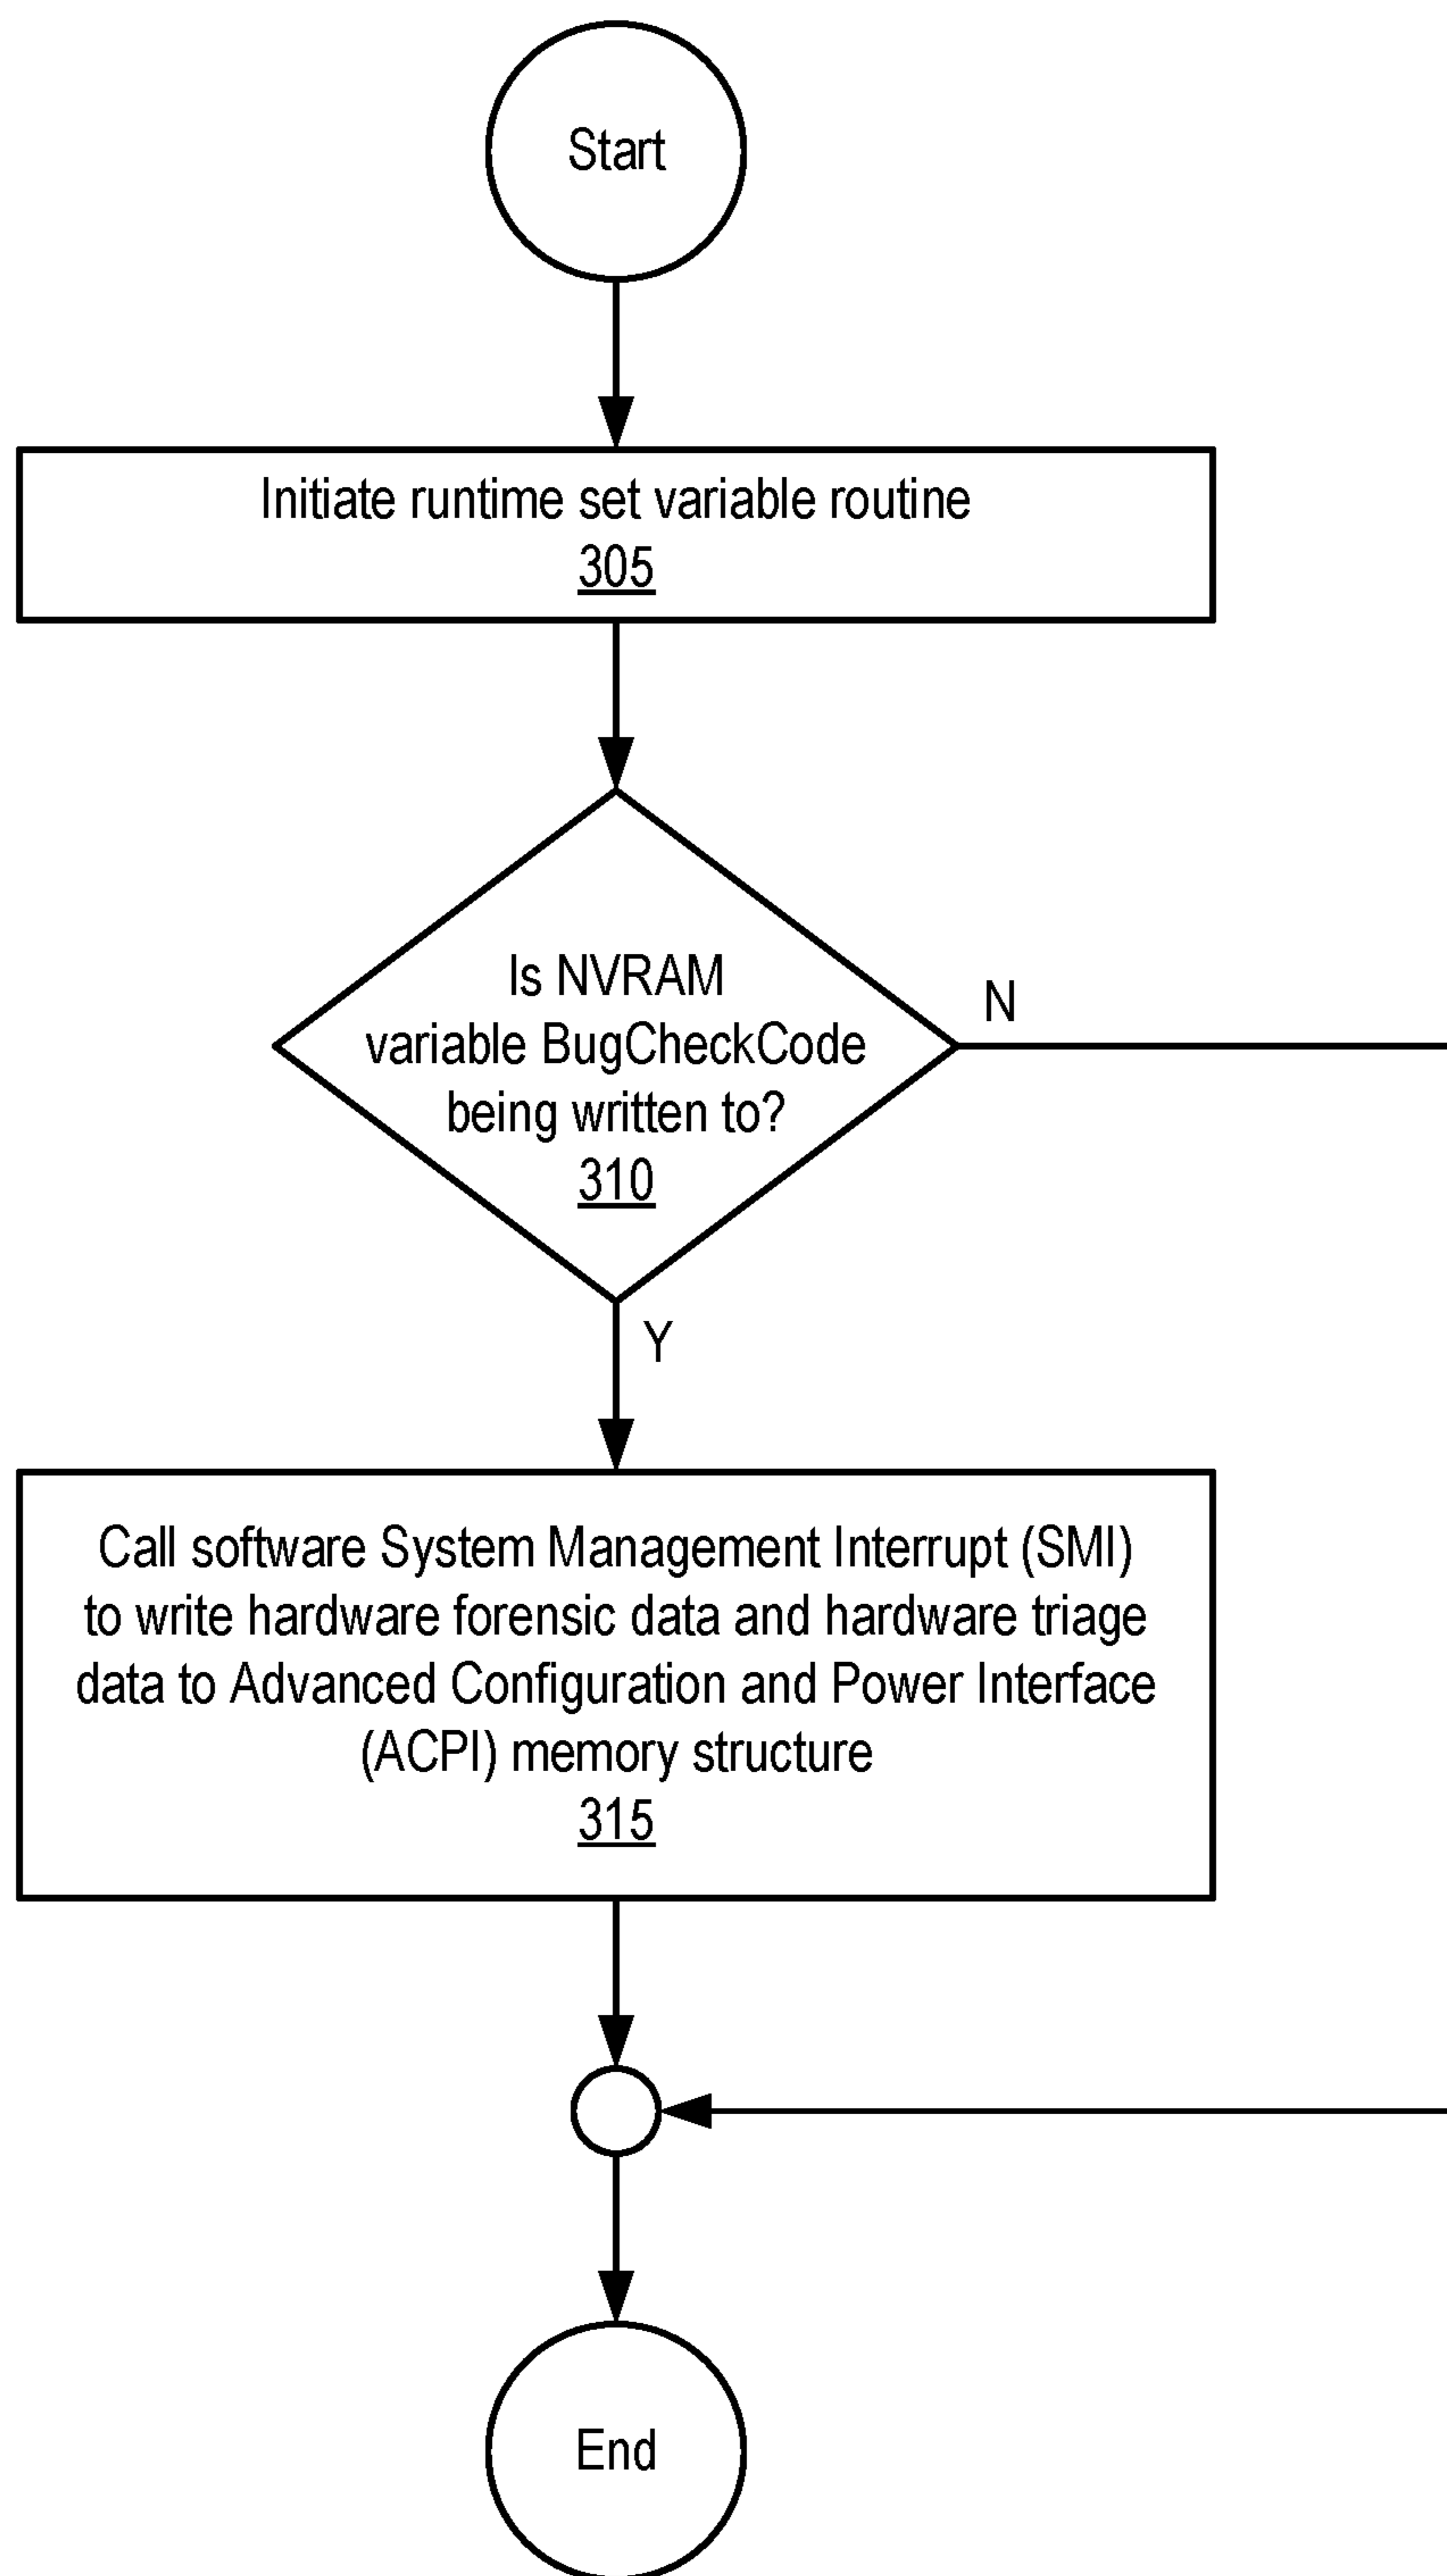 Start
Initiate runtime set variable routine
305
Is NVRAM
variable BugCheckCode
being written to?
310
N
Y
Call software System Management Interrupt (SMI)
to write hardware forensic data and hardware triage
data to Advanced Configuration and Power Interface
(ACPI) memory structure
315
End